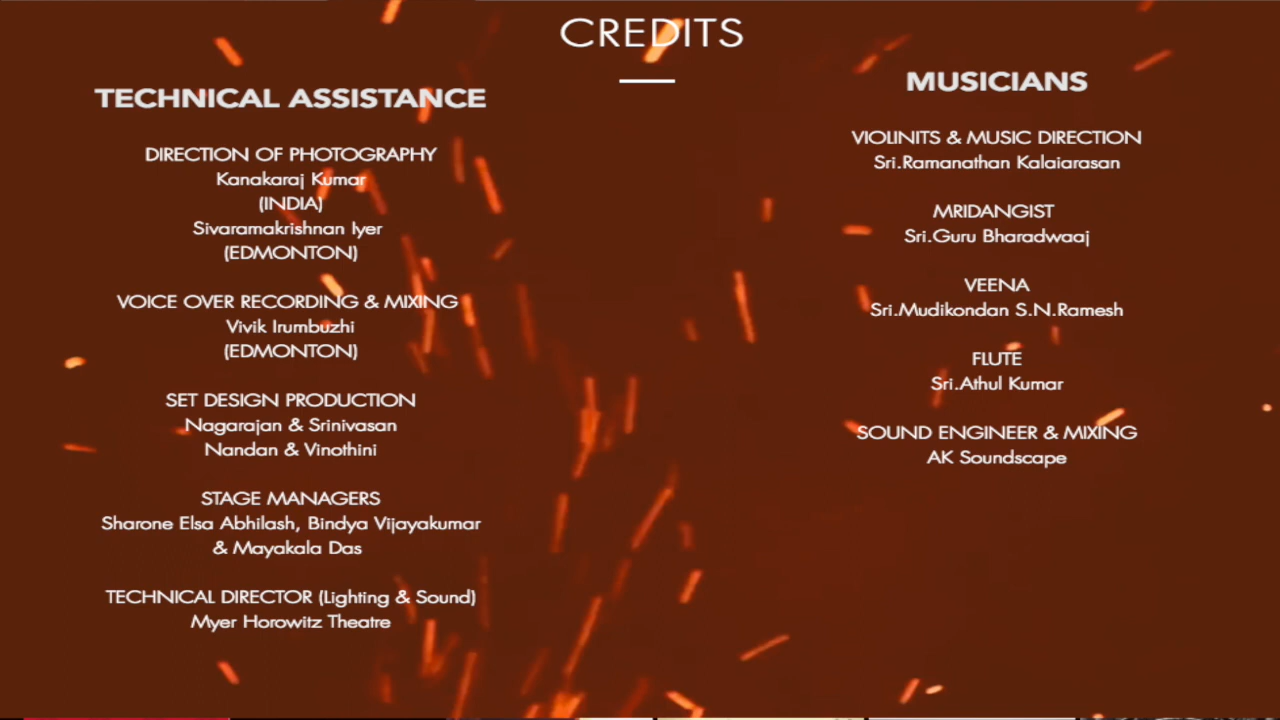 CREDITS
TECHNICAL ASSISTANCE
DIRECTION OF PHOTOGRAPHY
Kanakaraj Kumar
(INDIA)
Sivaramakrishnan Iyer
(EDMONTON)
VOICE OVER RECORDING & MIXING
Vivik Irumbuzhi
(EDMONTON)
SET DESIGN PRODUCTION
Nagarajan & Srinivasan
Nandan & Vinothini
STAGE MANAGERS
Sharone Elsa Abhilash, Bindya Vijayakumar
& Mayakala Das
TECHNICAL DIRECTOR (Lighting & Sound)
Myer Horowitz Theatre
MUSICIANS
VIOLINITS & MUSIC DIRECTION
Sri.Ramanathan Kalaiarasan
MRIDANGIST
Sri.Guru Bharadwaaj
VEENA
Sri.Mudikondan S.N.Ramesh
FLUTE
Sri.Athul Kumar
SOUND ENGINEER & MIXING
AK Soundscape